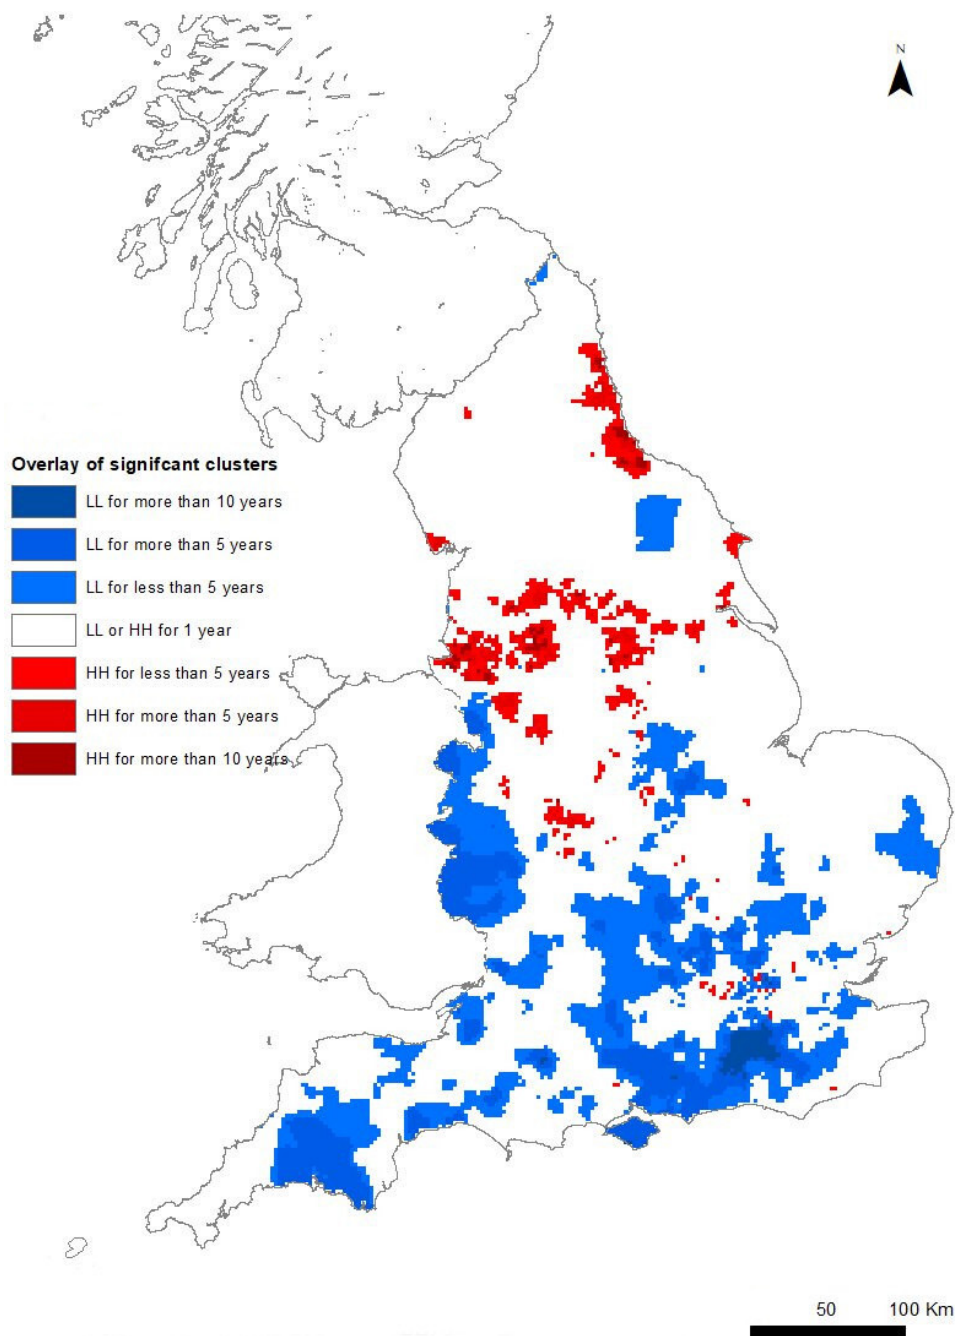 N
Overlay of signifcant clusters
LL for more than 10 years
LL for more than 5 years
LL for less than 5 years
LL or HH for 1 year
HH for less than 5 years
HH for more than 5 years
HH for more than 10 years
50 100 Km